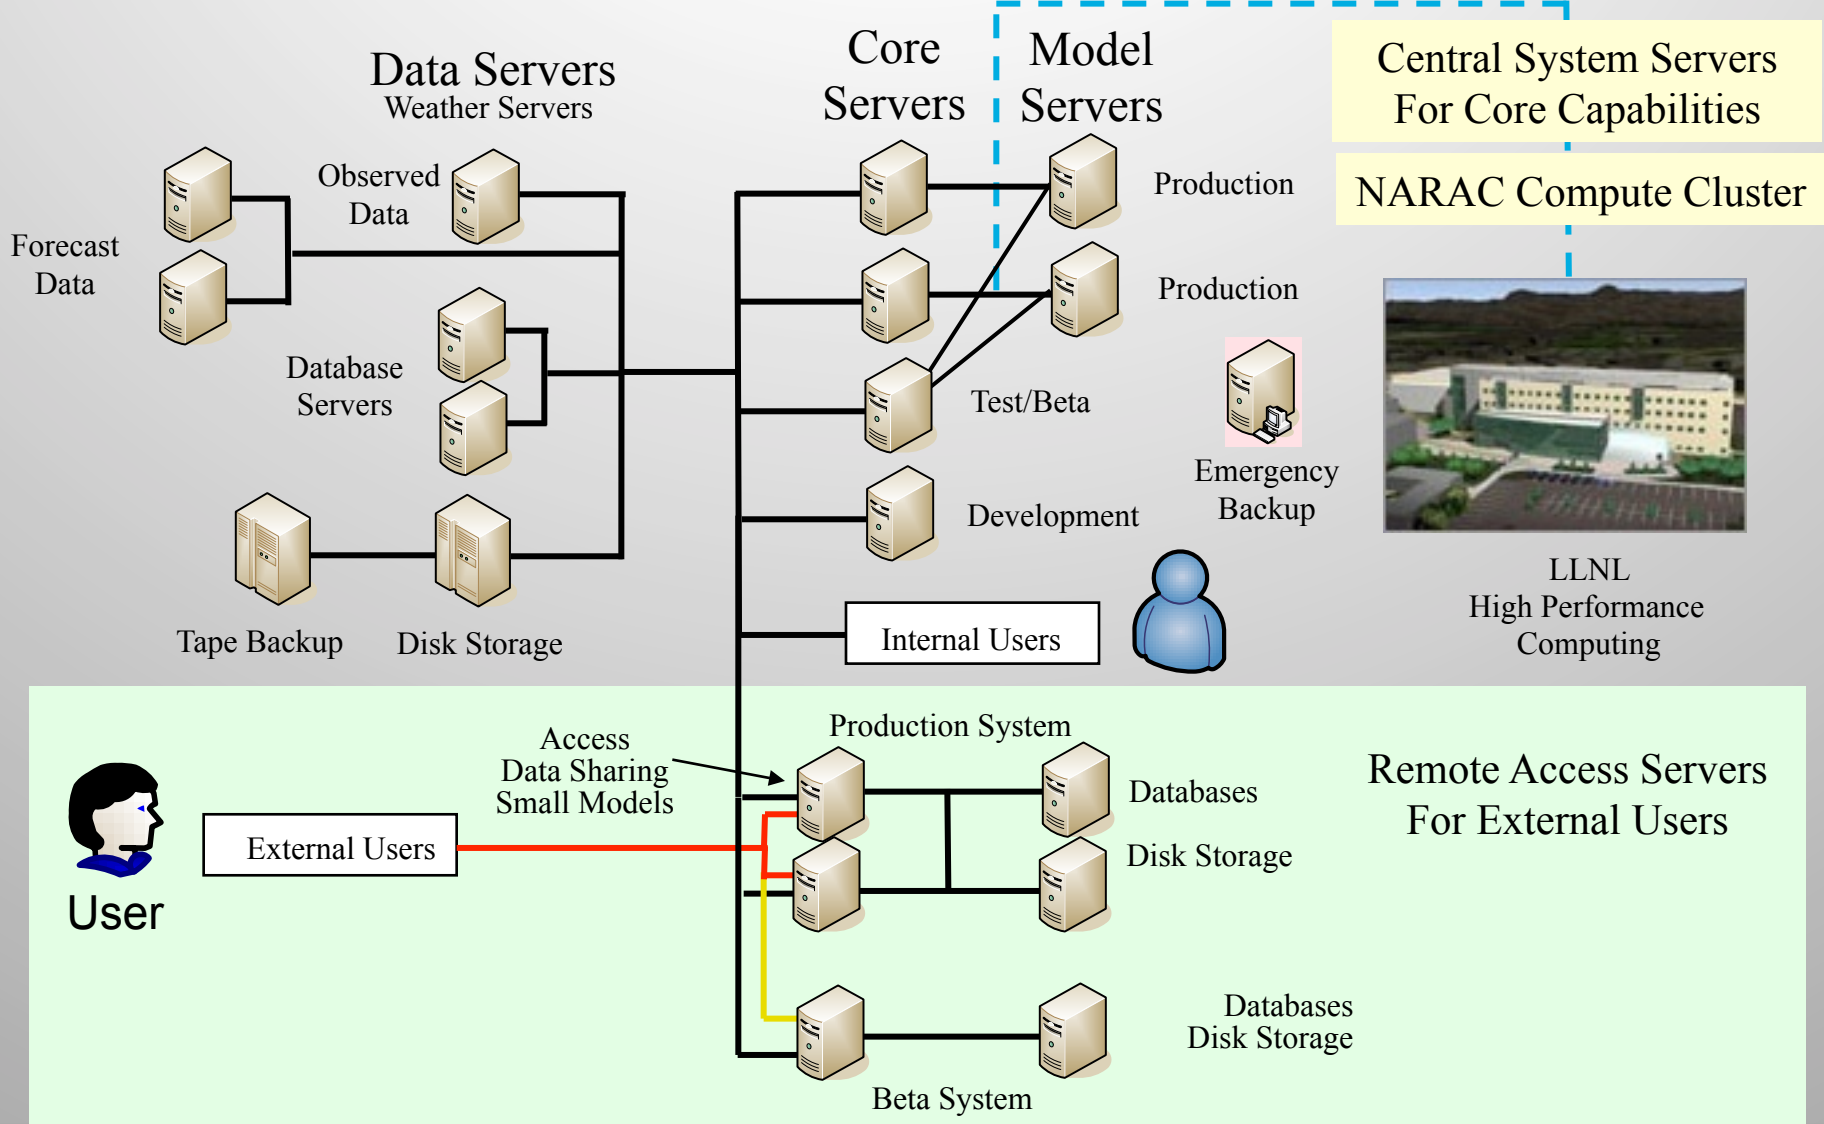 Data Servers
Weather Servers
Core
Servers
Model
Servers
Central System Servers
For Core Capabilities
NARAC Compute Cluster
Forecast
Data
Observed
Data
Database
Servers
Tape Backup
Disk Storage
Production
Production
Test/Beta
Development
Emergency
Backup
LLNL
High Performance
Computing
Internal Users
Access
Data Sharing
Small Models
Production System
Databases
Disk Storage
Remote Access Servers
For External Users
External Users
User
Databases
Disk Storage
Beta System